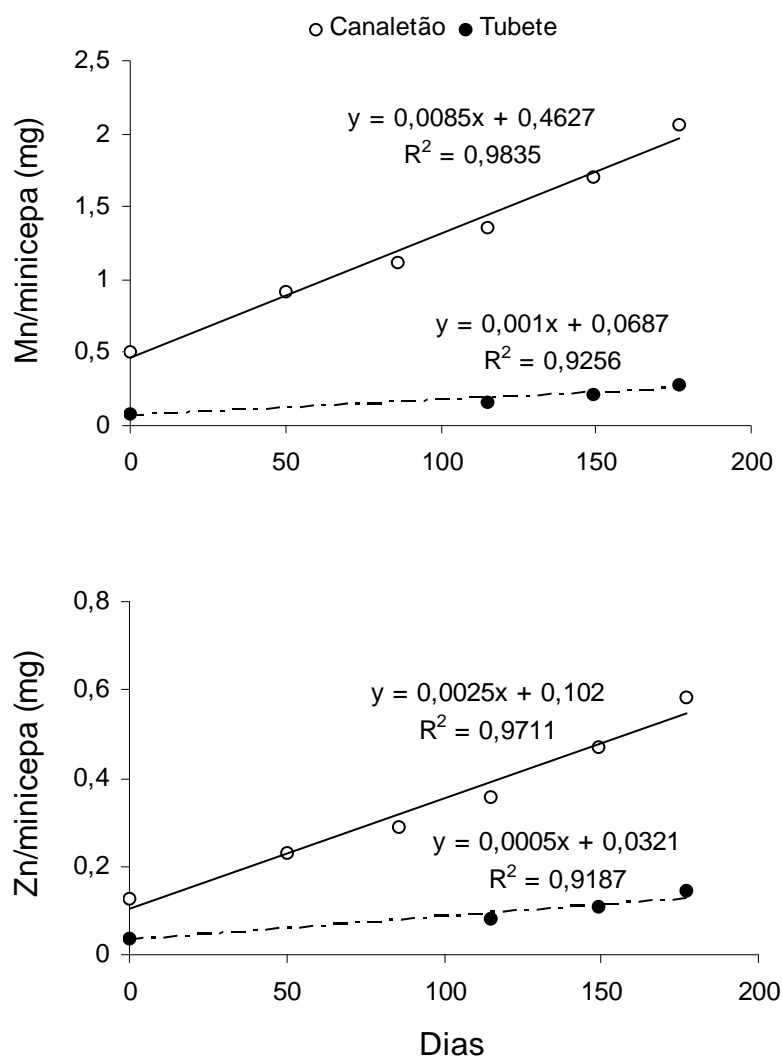 Canaletão Tubete
2,5
2
1,5
1
0,5
0
Mn/minicepa (mg)
y = 0,0085x + 0,4627
R² = 0,9835
y = 0,001x + 0,0687
R² = 0,9256
0 50 100 150 200
0,8
0,6
0,4
0,2
0
Zn/minicepa (mg)
y = 0,0025x + 0,102
R² = 0,9711
y = 0,0005x + 0,0321
R² = 0,9187
0 50 100 150 200
Dias